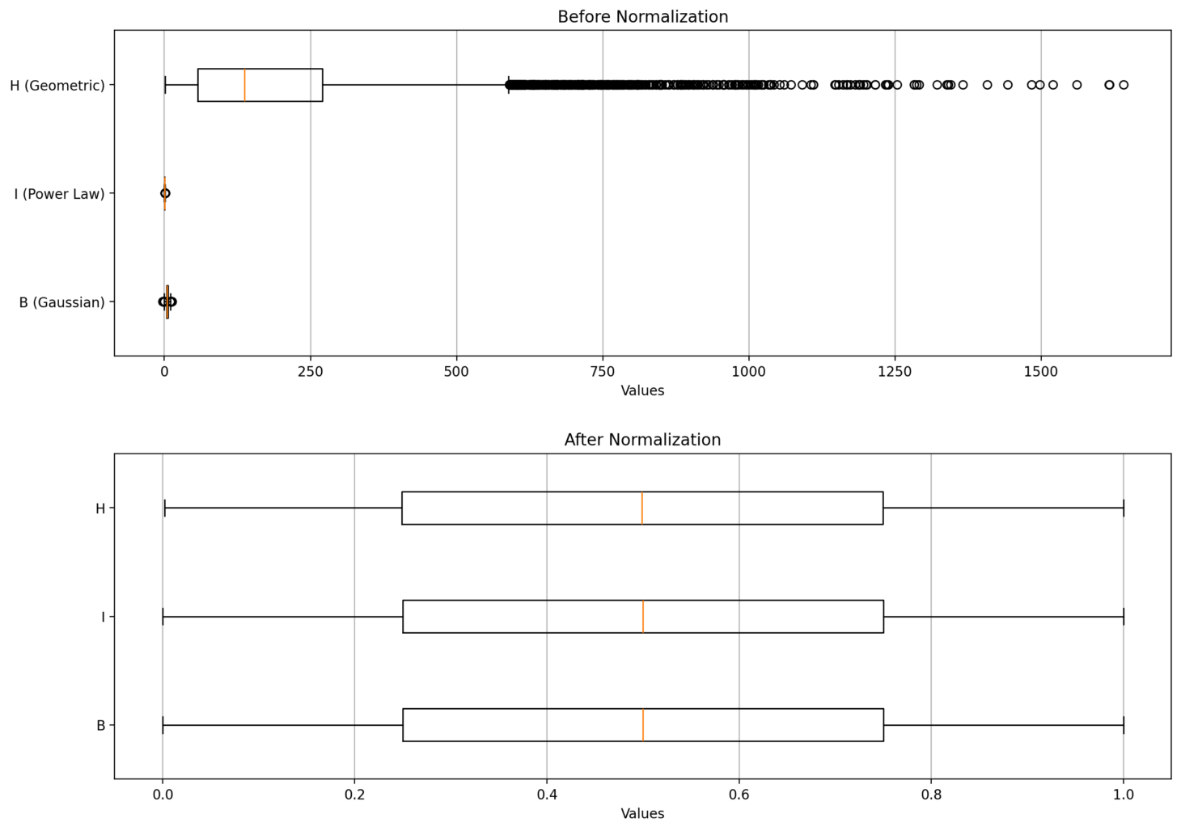 Before Normalization
H (Geometric)
I (Power Law)
B (Gaussian)
0 250 500 750 1000 1250 1500
Values
After Normalization
H
I
B
0.0 0.2 0.4 0.6 0.8 1.0
Values